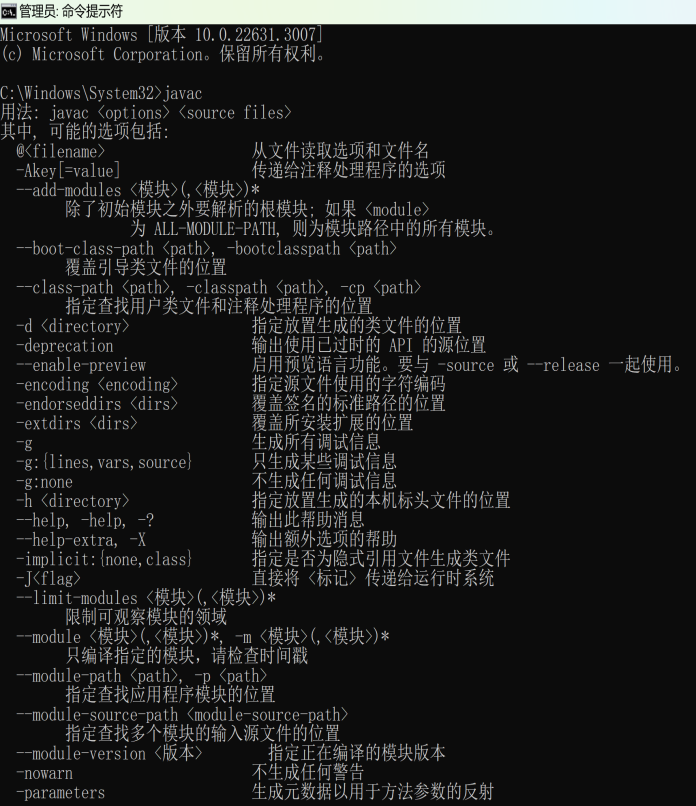 管理员: 命令提示符
Microsoft Windows [版本 10.0.22631.3007]
(c) Microsoft Corporation。保留所有权利。
C:\Windows\System32>javac
用法: javac <options> <source files>
其中, 可能的选项包括:
@<filename> 从文件读取选项和文件名
-Akey[=value] 传递给注释处理程序的选项
--add-modules <模块>(,<模块>)*
除了初始模块之外要解析的根模块; 如果 <module>
为 ALL-MODULE-PATH, 则为模块路径中的所有模块。
--boot-class-path <path>, -bootclasspath <path>
覆盖引导类文件的位置
--class-path <path>, -classpath <path>, -cp <path>
指定查找用户类文件和注释处理程序的位置
-d <directory> 指定放置生成的类文件的位置
-deprecation 输出使用已过时的 API 的源位置
--enable-preview 启用预览语言功能。要与 -source 或 --release 一起使用。
-encoding <encoding> 指定源文件使用的字符编码
-endorseddirs <dirs> 覆盖签名的标准路径的位置
-extdirs <dirs> 覆盖所安装扩展的位置
-g 生成所有调试信息
-g:{lines,vars,source} 只生成某些调试信息
-g:none 不生成任何调试信息
-h <directory> 指定放置生成的本机标头文件的位置
--help, -help, -? 输出此帮助消息
--help-extra, -X 输出额外选项的帮助
-implicit:{none,class} 指定是否为隐式引用文件生成类文件
-J<flag> 直接将 <标记> 传递给运行时系统
--limit-modules <模块>(,<模块>)*
限制可观察模块的领域
--module <模块>(,<模块>)*, -m <模块>(,<模块>)*
只编译指定的模块，请检查时间戳
--module-path <path>, -p <path>
指定查找应用程序模块的位置
--module-source-path <module-source-path>
指定查找多个模块的输入源文件的位置
--module-version <版本> 指定正在编译的模块版本
-nowarn 不生成任何警告
-parameters 生成元数据以用于方法参数的反射